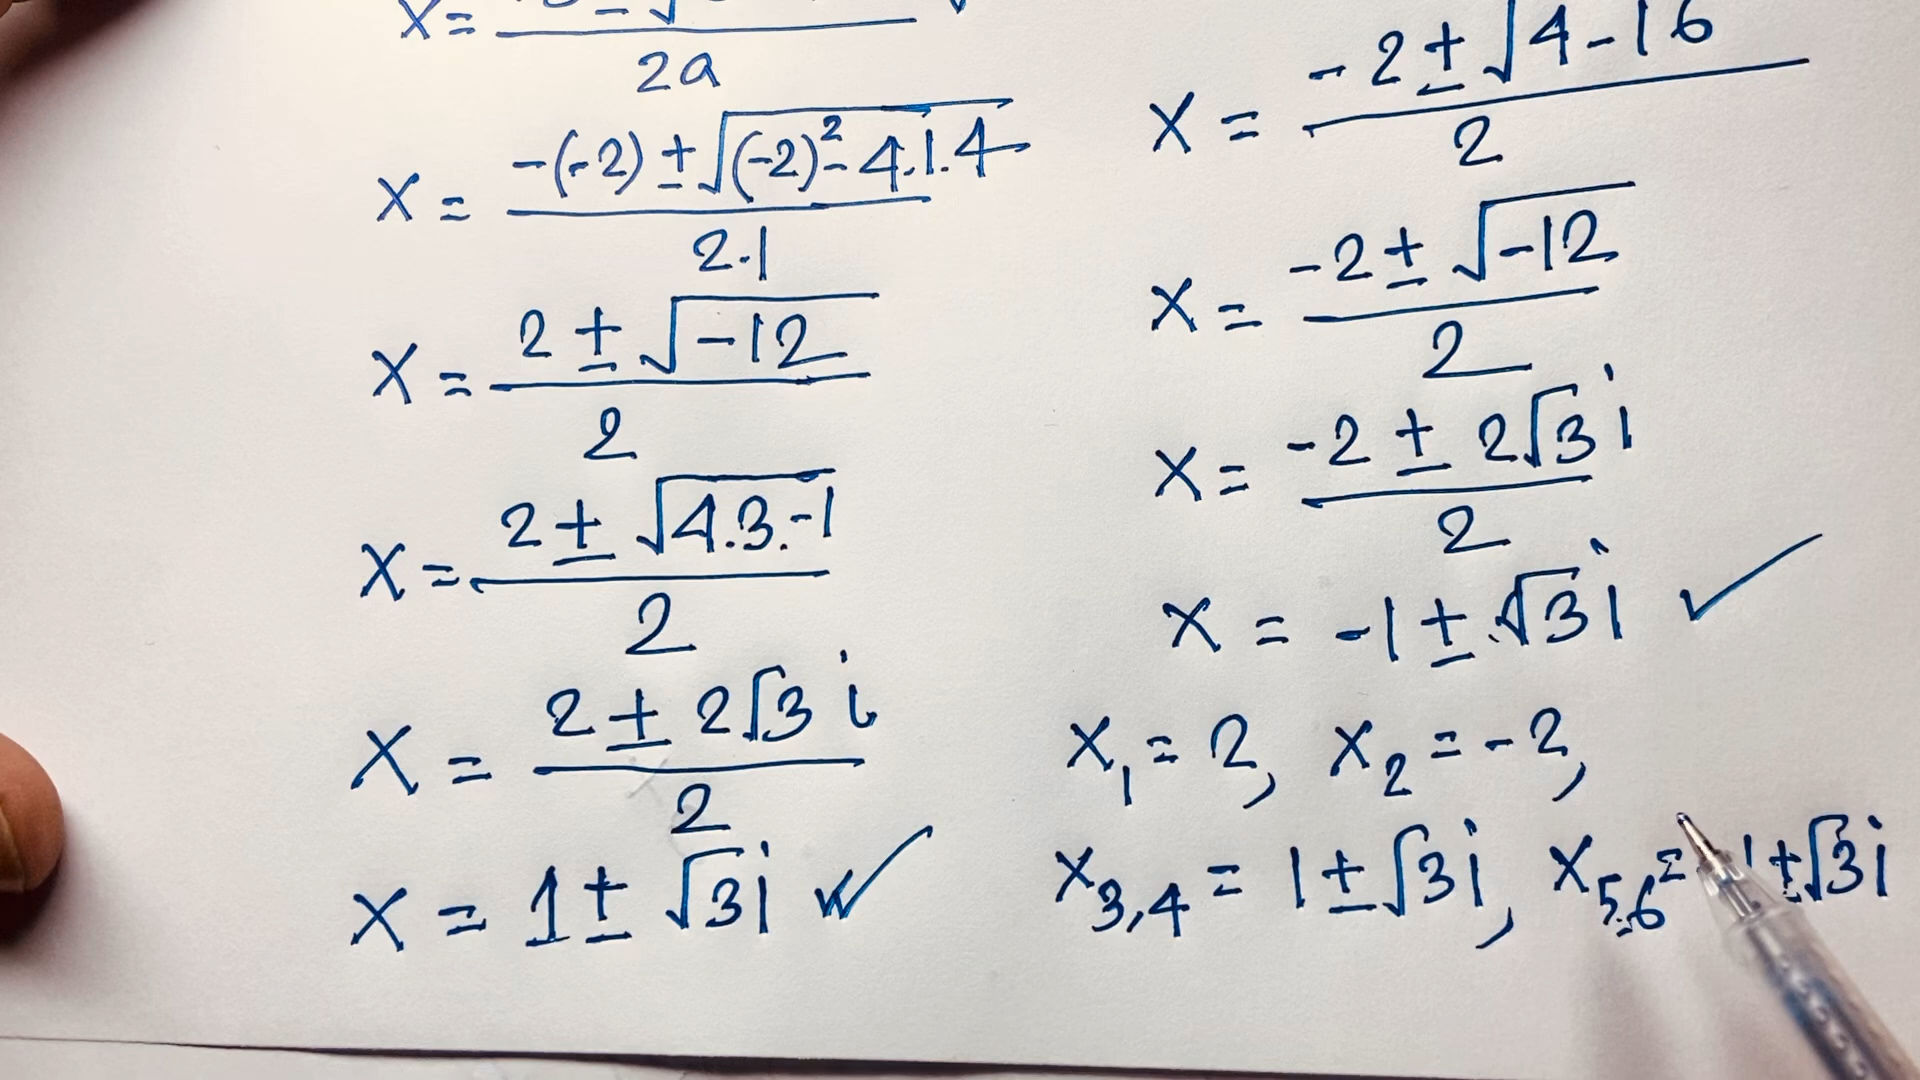 x = 2a
x = -(-2) ± √(-2)² - 4.1.4 / 2.1
x = 2 ± √-12 / 2
x = 2 ± √4.3.-1 / 2
x = 2 ± 2√3 i / 2
x = 1 ± √3 i
x = -2 ± √4-16 / 2
x = -2 ± √-12 / 2
x = -2 ± 2√3 i / 2
x = -1 ± √3 i
x₁ = 2, x₂ = -2,
x₃,₄ = 1 ± √3 i, x₅,₆ = 1 ± √3 i